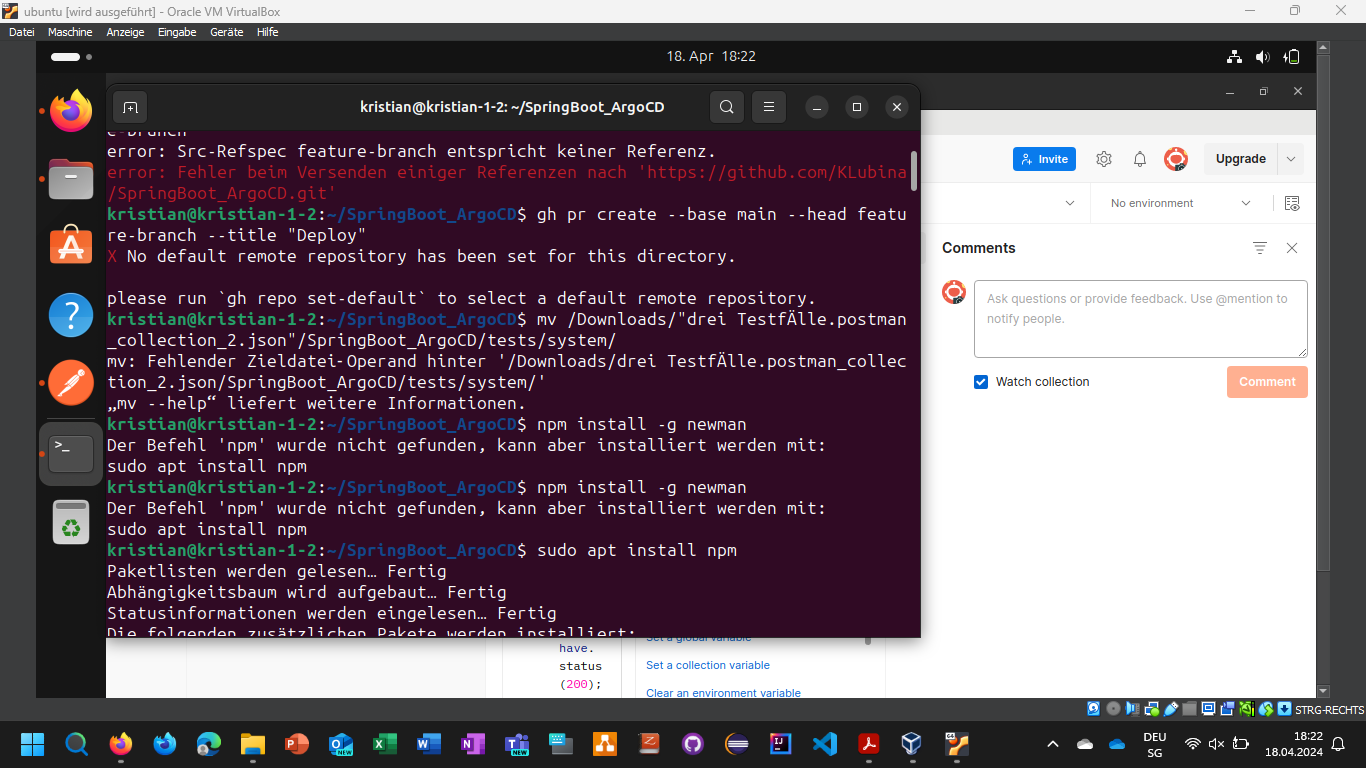 ubuntu [wird ausgeführt] - Oracle VM VirtualBox
Datei Maschine Anzeige Eingabe Geräte Hilfe
18. Apr 18:22
kristian@kristian-1-2: ~/SpringBoot_ArgoCD
e-branch
error: Src-Refspec feature-branch entspricht keiner Referenz.
error: Fehler beim Versenden einiger Referenzen nach 'https://github.com/KLubina
/SpringBoot_ArgoCD.git'
kristian@kristian-1-2:~/SpringBoot_ArgoCD$ gh pr create --base main --head featu
re-branch --title "Deploy"
X No default remote repository has been set for this directory.
please run `gh repo set-default` to select a default remote repository.
kristian@kristian-1-2:~/SpringBoot_ArgoCD$ mv /Downloads/"drei TestfÄlle.postman
_collection_2.json"/SpringBoot_ArgoCD/tests/system/
mv: Fehlender Zieldatei-Operand hinter '/Downloads/drei TestfÄlle.postman_collec
tion_2.json/SpringBoot_ArgoCD/tests/system/'
„mv --help“ liefert weitere Informationen.
kristian@kristian-1-2:~/SpringBoot_ArgoCD$ npm install -g newman
Der Befehl 'npm' wurde nicht gefunden, kann aber installiert werden mit:
sudo apt install npm
kristian@kristian-1-2:~/SpringBoot_ArgoCD$ npm install -g newman
Der Befehl 'npm' wurde nicht gefunden, kann aber installiert werden mit:
sudo apt install npm
kristian@kristian-1-2:~/SpringBoot_ArgoCD$ sudo apt install npm
Paketlisten werden gelesen… Fertig
Abhängigkeitsbaum wird aufgebaut… Fertig
Statusinformationen werden eingelesen… Fertig
Die folgenden zusätzlichen Pakete werden installiert:
Invite
Upgrade
No environment
Comments
Ask questions or provide feedback. Use @mention to
notify people.
Watch collection
Comment
have.
status
(200);
Set a global variable
Set a collection variable
Clear an environment variable
STRG-RECHTS
DEU
SG
18:22
18.04.2024